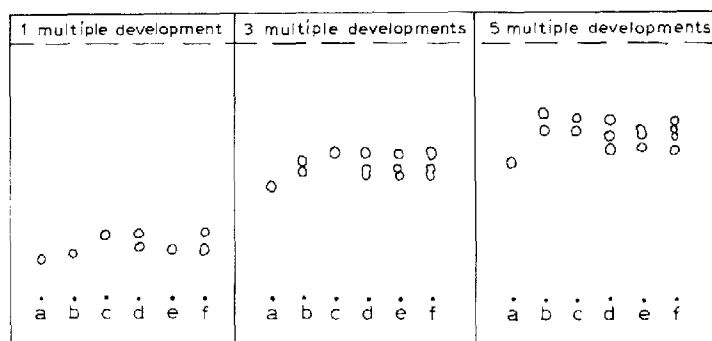 1 multiple development
3 multiple developments
5 multiple developments
a b c d e f
a b c d e f
a b c d e f